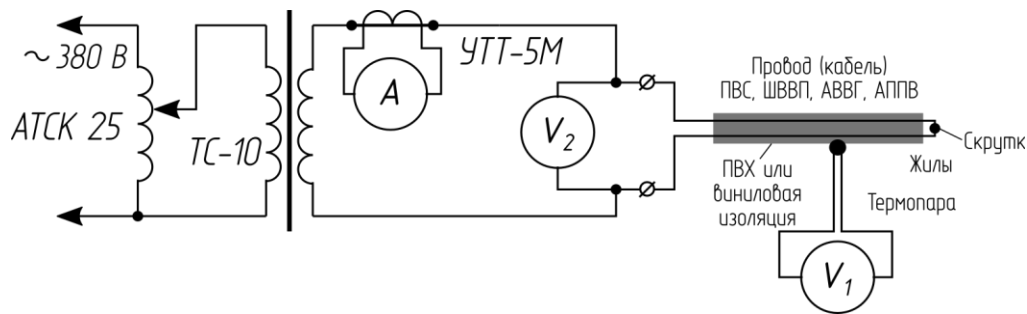 ~ 380 В
АТСК 25
ТС-10
А
УТТ-5М
V2
Провод (кабель)
ПВС, ШВВП, АВВГ, АППВ
Скрутк
Жилы
ПВХ или
виниловая
изоляция
Термопара
V1